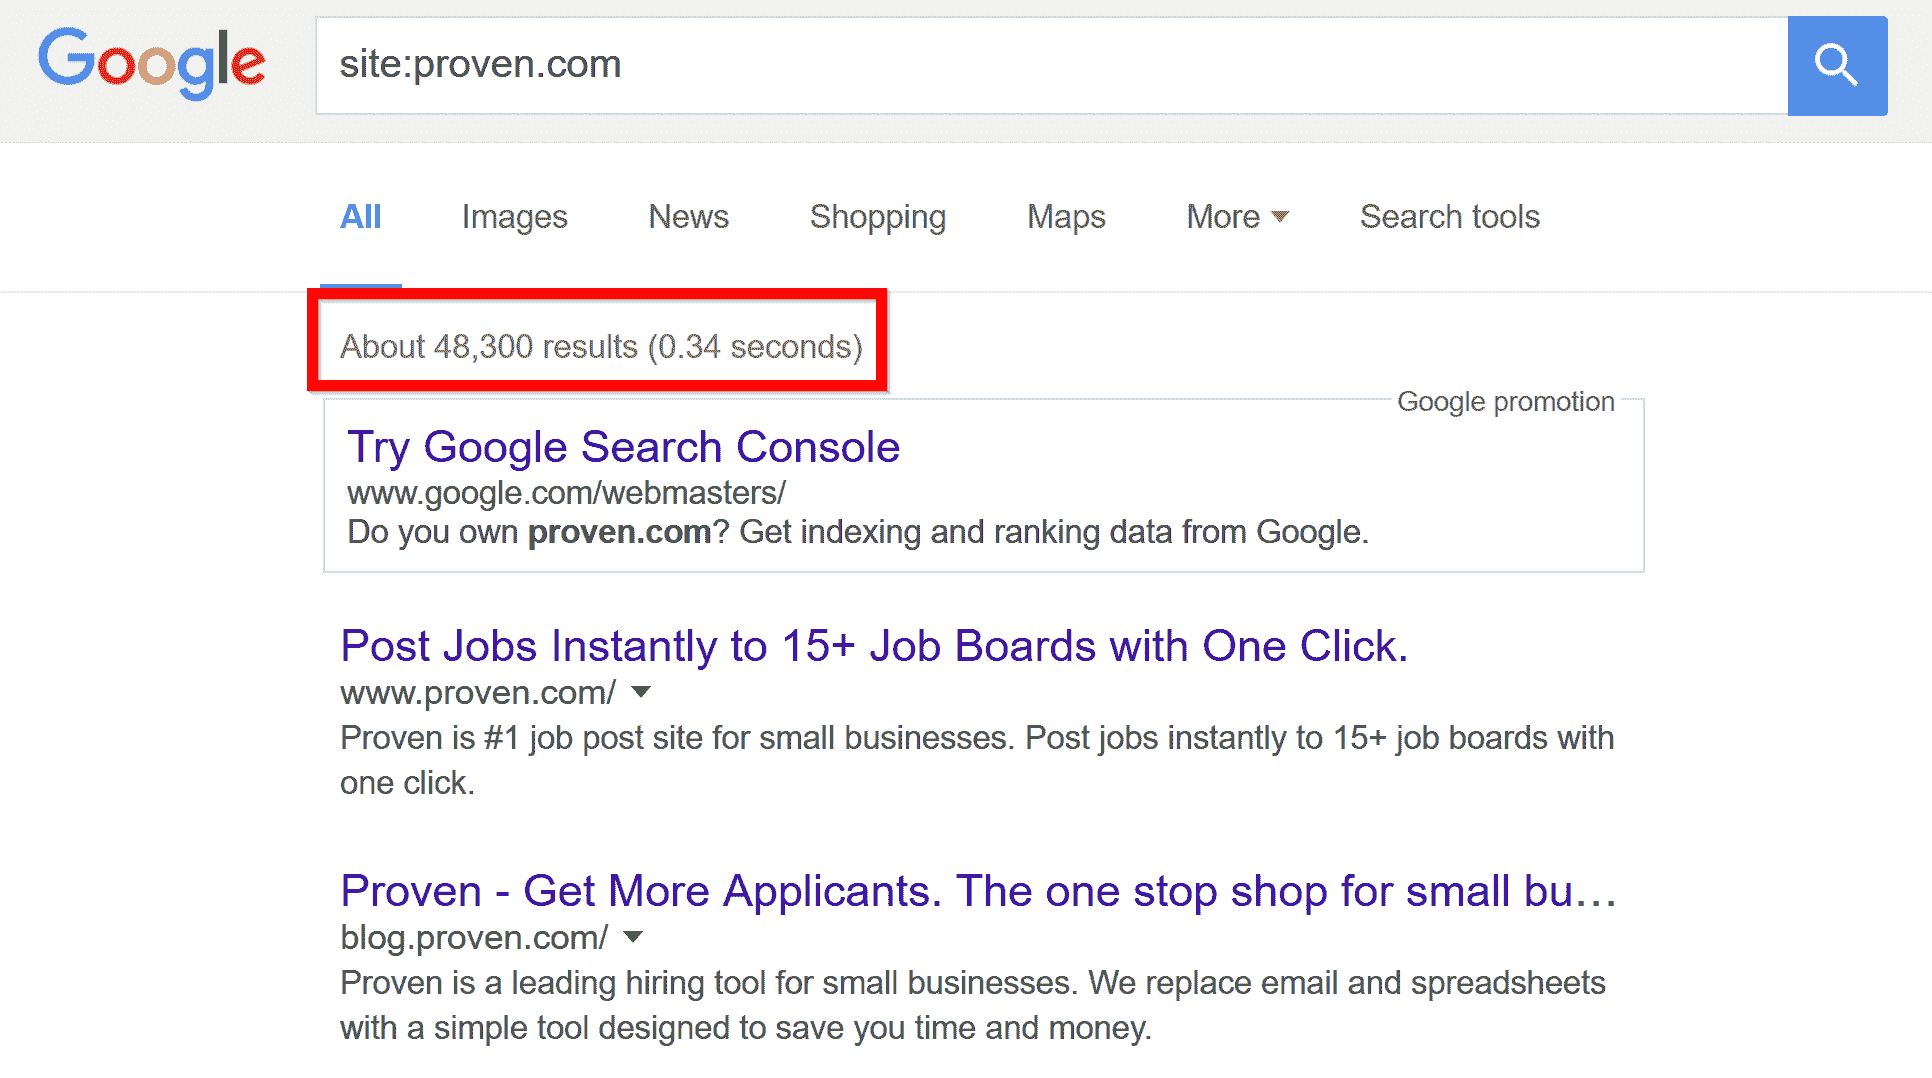 Google
site:proven.com
All Images News Shopping Maps More Search tools
About 48,300 results (0.34 seconds)
Google promotion
Try Google Search Console
www.google.com/webmasters/
Do you own proven.com? Get indexing and ranking data from Google.
Post Jobs Instantly to 15+ Job Boards with One Click.
www.proven.com/
Proven is #1 job post site for small businesses. Post jobs instantly to 15+ job boards with
one click.
Proven - Get More Applicants. The one stop shop for small bu...
blog.proven.com/
Proven is a leading hiring tool for small businesses. We replace email and spreadsheets
with a simple tool designed to save you time and money.